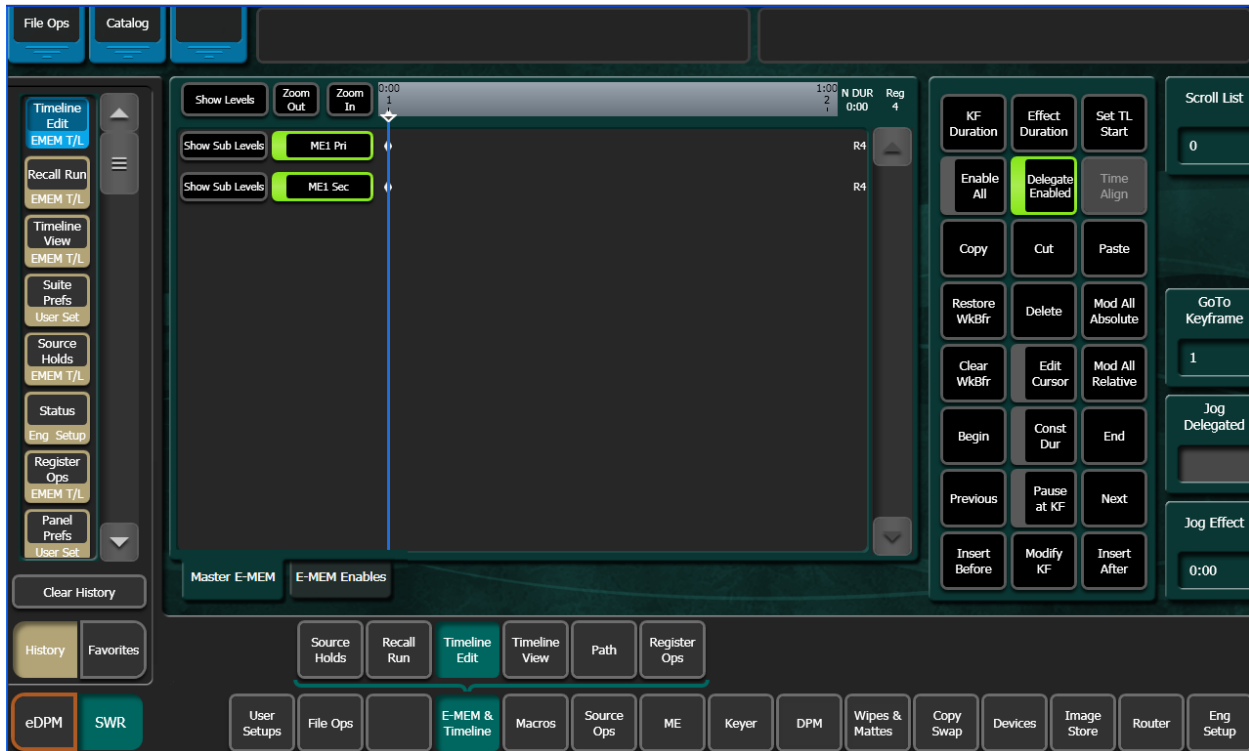 File Ops
Catalog
Timeline
Edit
EMEM T/L
Recall Run
EMEM T/L
Timeline
View
EMEM T/L
Suite
Prefs
User Set
Source
Holds
EMEM T/L
Status
Eng Setup
Register
Ops
EMEM T/L
Panel
Prefs
User Set
Clear History
History
Favorites
eDPM
SWR
Show Levels
Zoom
Out
Zoom
In
0:00
1
1:00
2
N DUR
0:00
Reg
4
Show Sub Levels
ME1 Pri
R4
Show Sub Levels
ME1 Sec
R4
Master E-MEM
E-MEM Enables
KF
Duration
Effect
Duration
Set TL
Start
Enable
All
Delegate
Enabled
Time
Align
Copy
Cut
Paste
Restore
WkBfr
Delete
Mod All
Absolute
Clear
WkBfr
Edit
Cursor
Mod All
Relative
Begin
Const
Dur
End
Previous
Pause
at KF
Next
Insert
Before
Modify
KF
Insert
After
Scroll List
0
GoTo
Keyframe
1
Jog
Delegated
Jog Effect
0:00
Source
Holds
Recall
Run
Timeline
Edit
Timeline
View
Path
Register
Ops
User
Setups
File Ops
E-MEM &
Timeline
Macros
Source
Ops
ME
Keyer
DPM
Wipes &
Mattes
Copy
Swap
Devices
Image
Store
Router
Eng
Setup